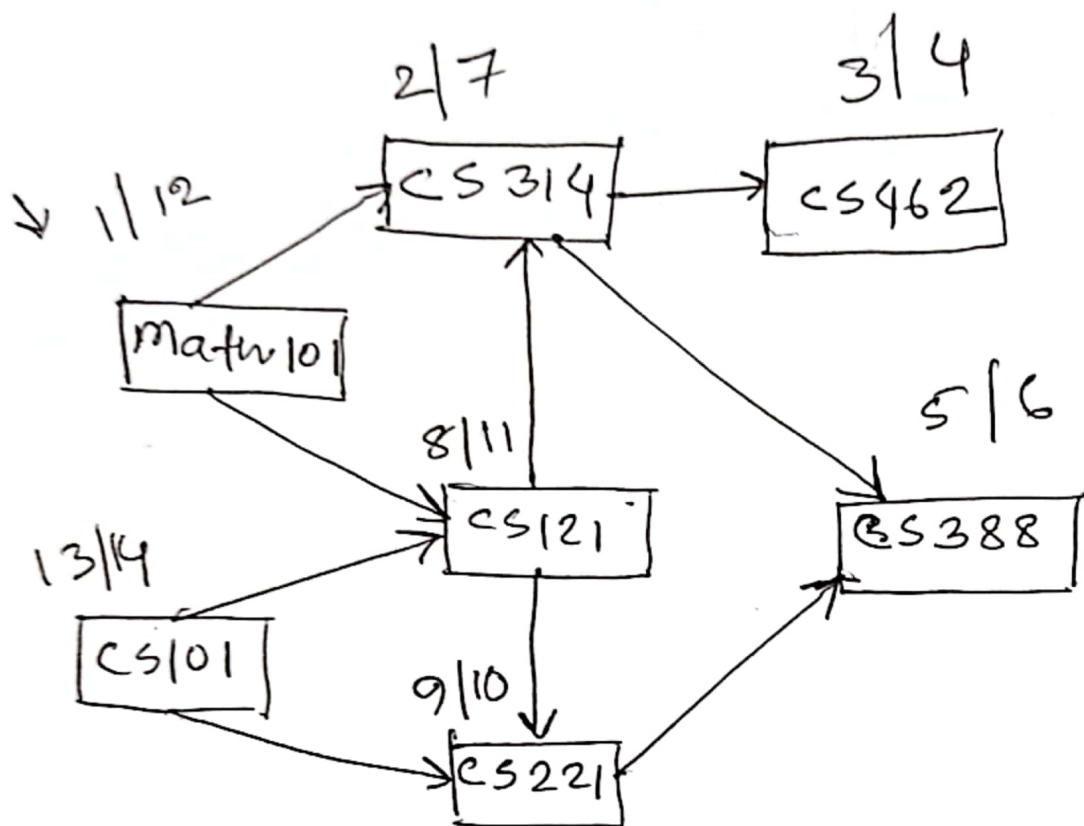 2/7
3/4
CS314
CS462
1/12
Math101
8/11
5/6
CS121
CS388
13/14
CS101
9/10
CS221